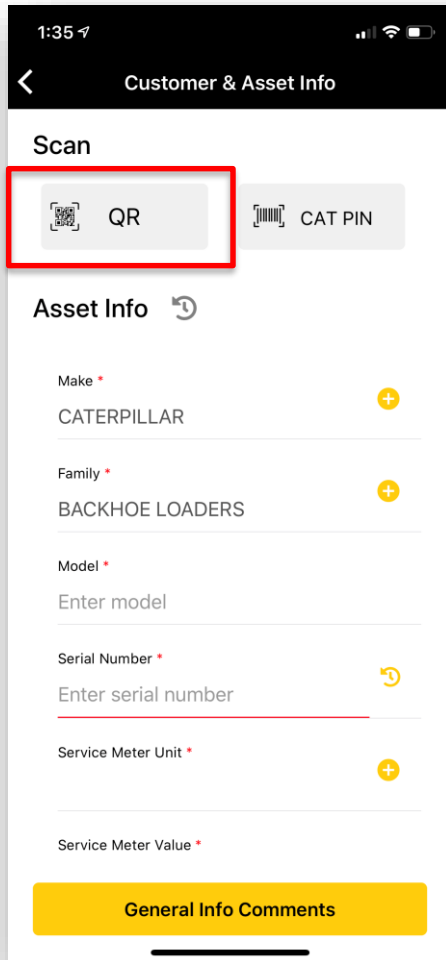 1:35
Customer & Asset Info
Scan
QR
CAT PIN
Asset Info
Make *
CATERPILLAR
Family *
BACKHOE LOADERS
Model *
Enter model
Serial Number *
Enter serial number
Service Meter Unit *
Service Meter Value *
General Info Comments